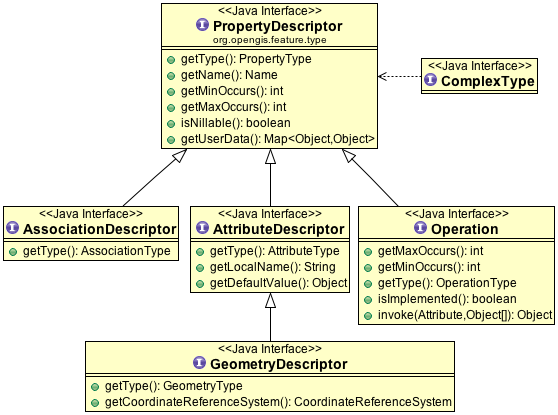 <<Java Interface>>
PropertyDescriptor
org.opengis.feature.type
getType(): PropertyType
getName(): Name
getMinOccurs(): int
getMaxOccurs(): int
isNillable(): boolean
getUserData(): Map<Object,Object>
<<Java Interface>>
ComplexType
<<Java Interface>>
AssociationDescriptor
getType(): AssociationType
<<Java Interface>>
AttributeDescriptor
getType(): AttributeType
getLocalName(): String
getDefaultValue(): Object
<<Java Interface>>
Operation
getMaxOccurs(): int
getMinOccurs(): int
getType(): OperationType
isImplemented(): boolean
invoke(Attribute,Object[]): Object
<<Java Interface>>
GeometryDescriptor
getType(): GeometryType
getCoordinateReferenceSystem(): CoordinateReferenceSystem